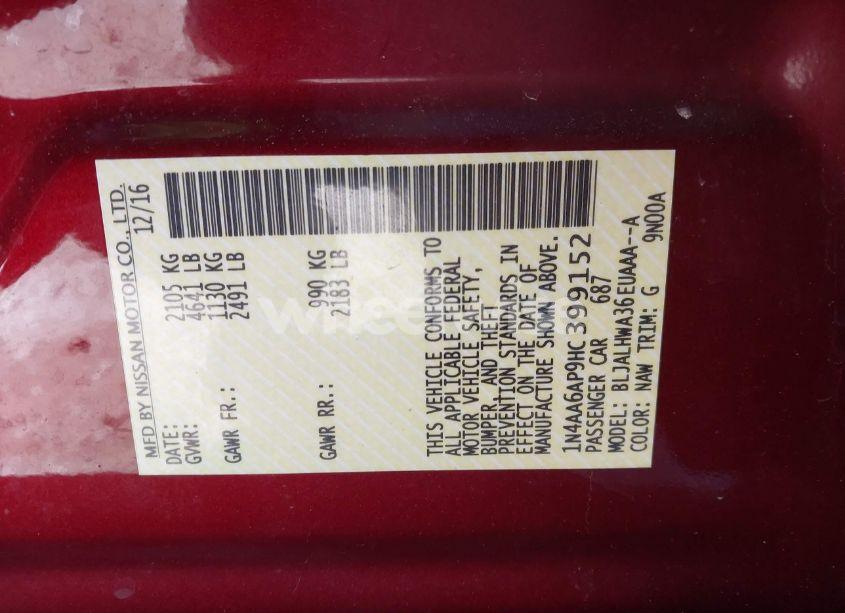 MFD BY NISSAN MOTOR CO., LTD.
DATE: 12/16
GVWR: 2105 KG
4641 LB
GAWR FR.: 1130 KG
2491 LB
GAWR RR.: 990 KG
2183 LB
THIS VEHICLE CONFORMS TO
ALL APPLICABLE FEDERAL
MOTOR VEHICLE SAFETY,
BUMPER, AND THEFT
PREVENTION STANDARDS IN
EFFECT ON THE DATE OF
MANUFACTURE SHOWN ABOVE.
1N4AA6AP9HC399152
PASSENGER CAR 687
MODEL: BLJALHWA36EUAAA--A
COLOR: NAW TRIM: G 9N00A